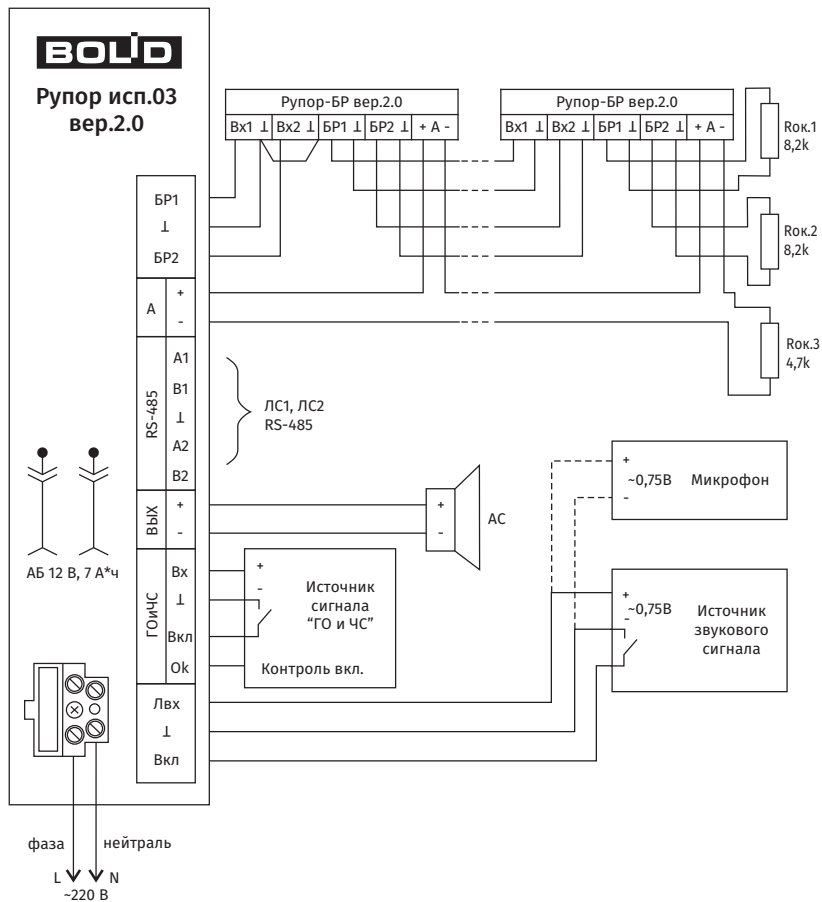 BOLID
Рупор исп.03
вер.2.0
Рупор-БР вер.2.0
Вх1 ⊥ Вх2 ⊥ БР1 ⊥ БР2 ⊥ + А -
Рупор-БР вер.2.0
Вх1 ⊥ Вх2 ⊥ БР1 ⊥ БР2 ⊥ + А -
Rок.1
8,2k
Rок.2
8,2k
Rок.3
4,7k
БР1
⊥
БР2
А
+
-
RS-485
A1
B1
⊥
A2
B2
ЛС1, ЛС2
RS-485
ВЫХ
+
-
+
-
АС
АБ 12 В, 7 А*ч
ГОиЧС
Вх
⊥
Вкл
Ok
+
-
Источник
сигнала
“ГО и ЧС”
Контроль вкл.
+
~0,75В
-
Микрофон
+
~0,75В
-
Источник
звукового
сигнала
Лвх
⊥
Вкл
фаза
нейтраль
L
N
~220 В